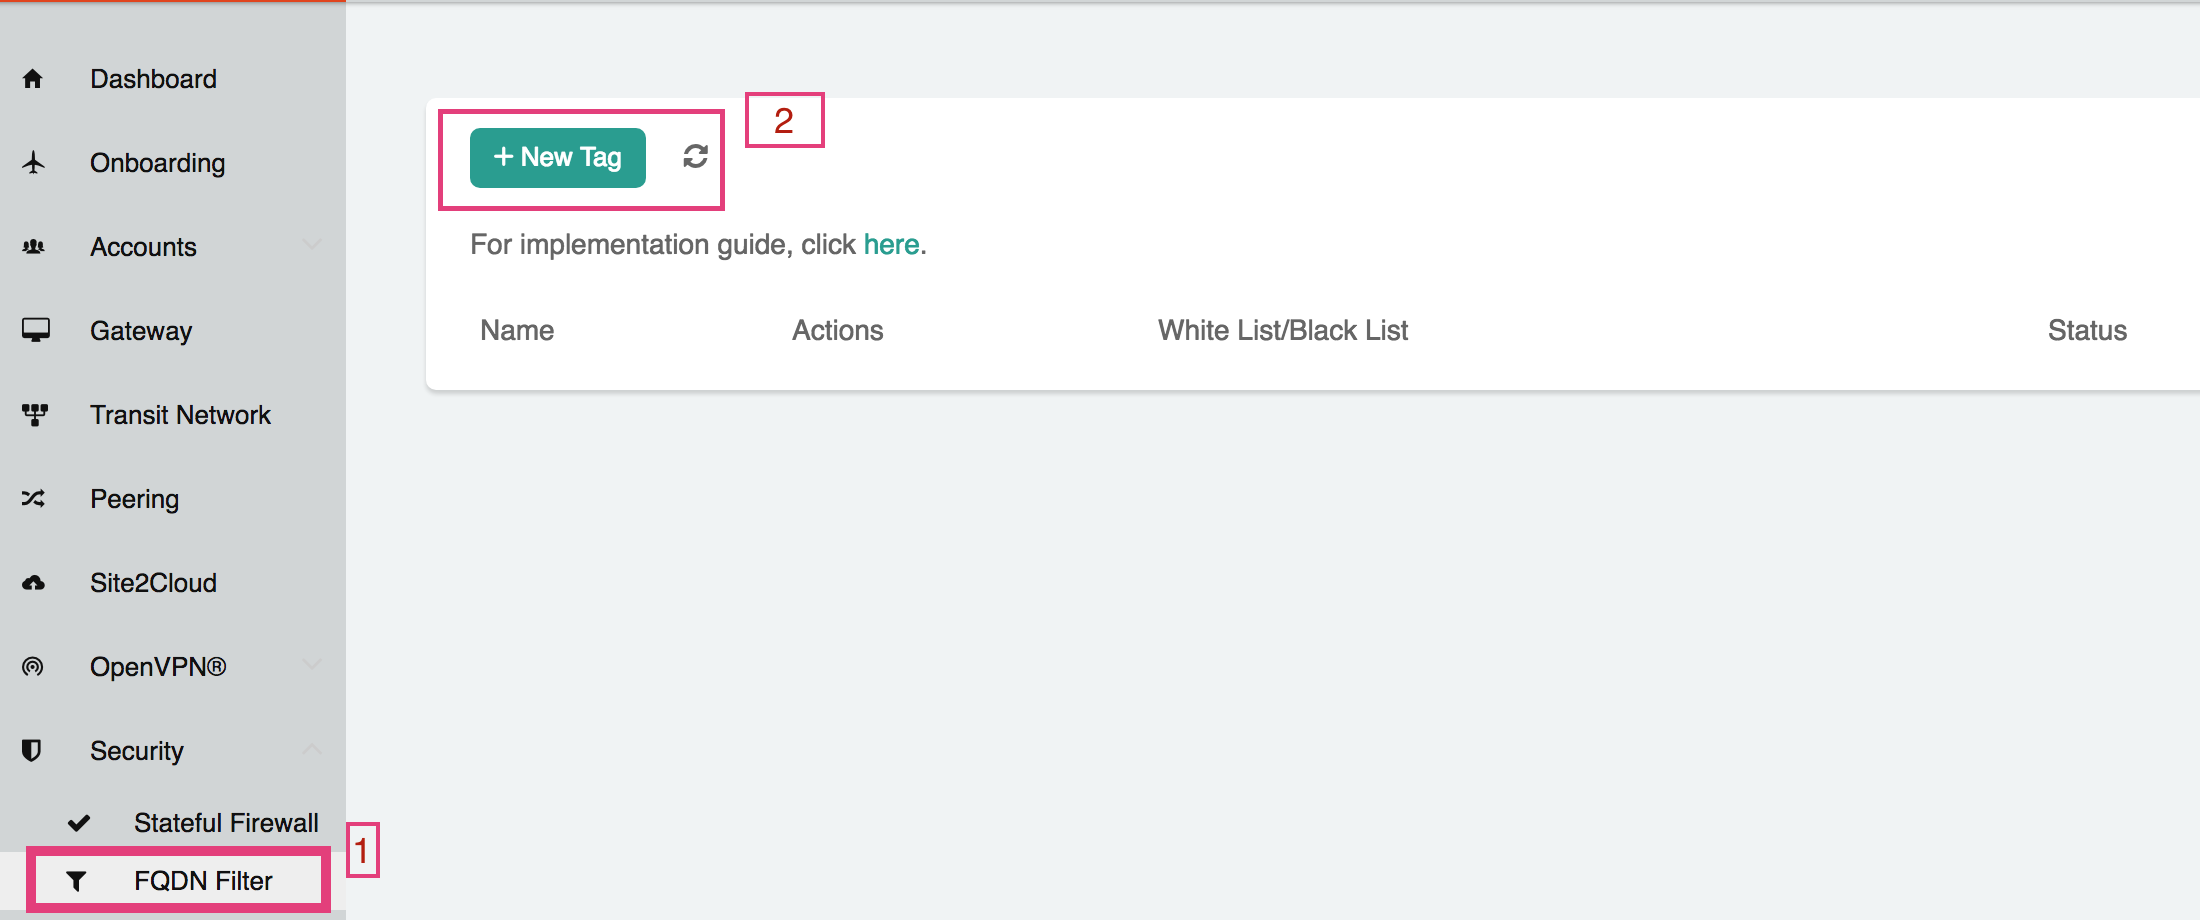 Dashboard
Onboarding
Accounts
Gateway
Transit Network
Peering
Site2Cloud
OpenVPN®
Security
Stateful Firewall
FQDN Filter
1
+ New Tag
2
For implementation guide, click here.
Name Actions White List/Black List Status